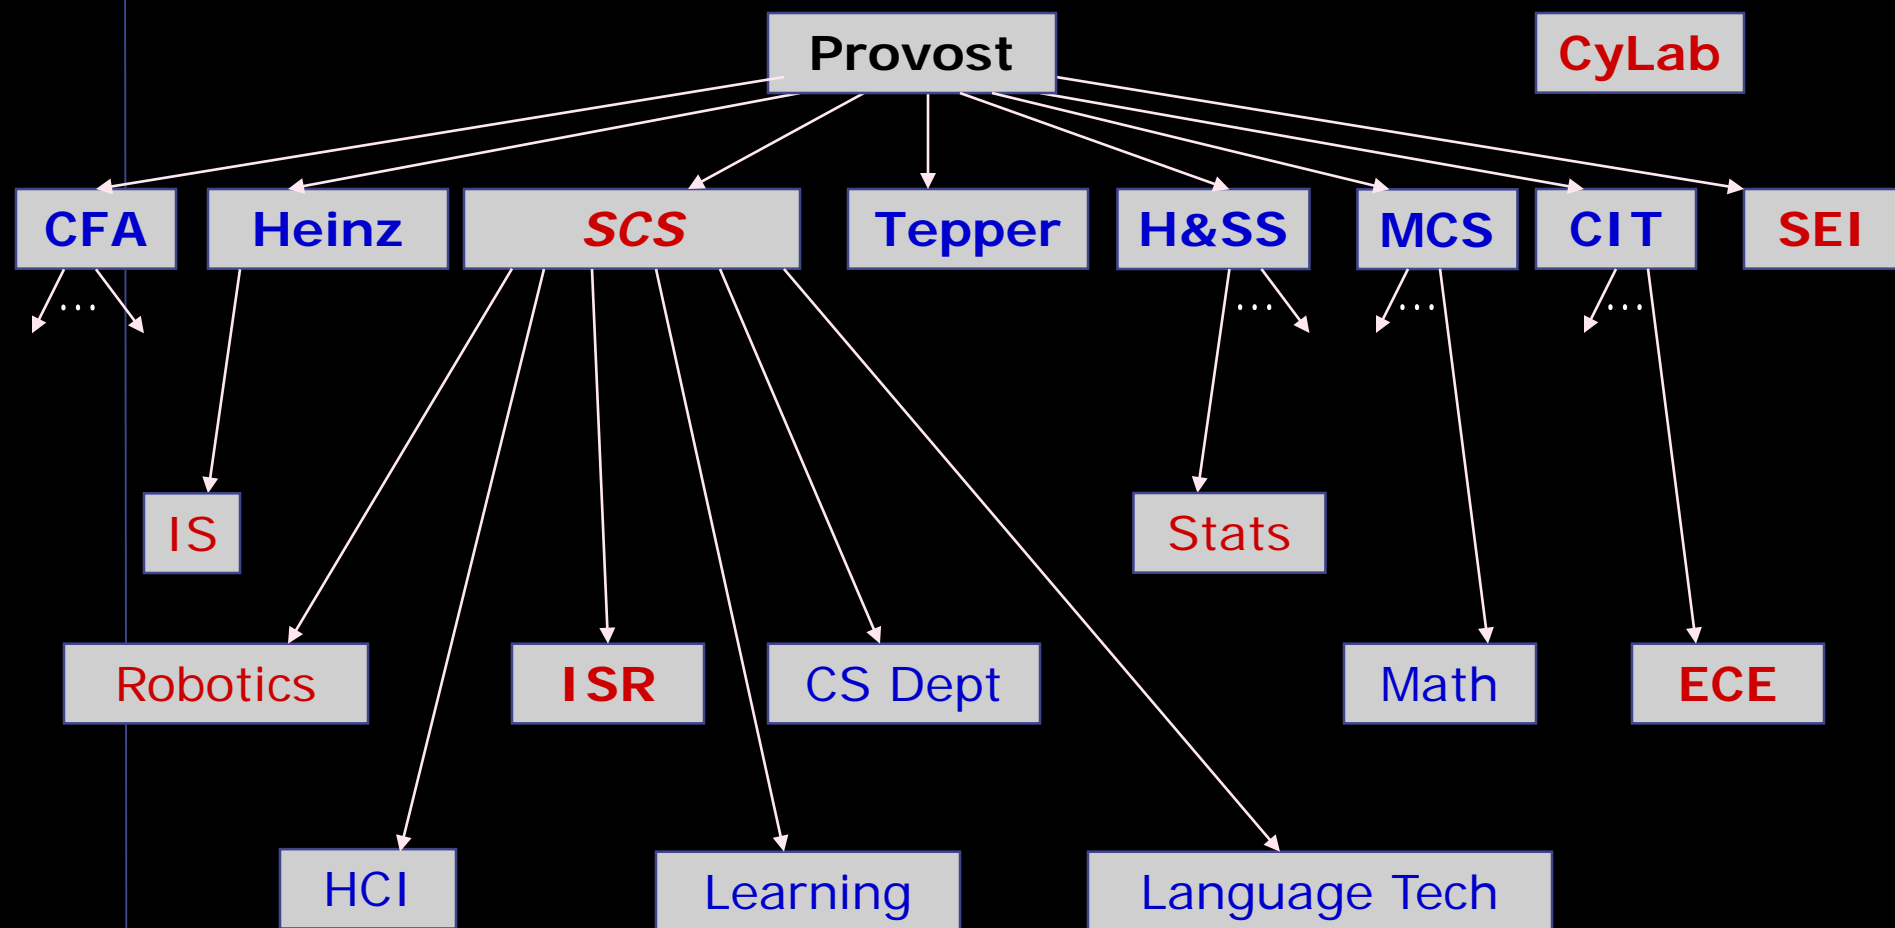 Provost
CyLab
CFA
Heinz
SCS
Tepper
H&SS
MCS
CIT
SEI
...
...
...
...
IS
Stats
Robotics
ISR
CS Dept
Math
ECE
HCI
Learning
Language Tech